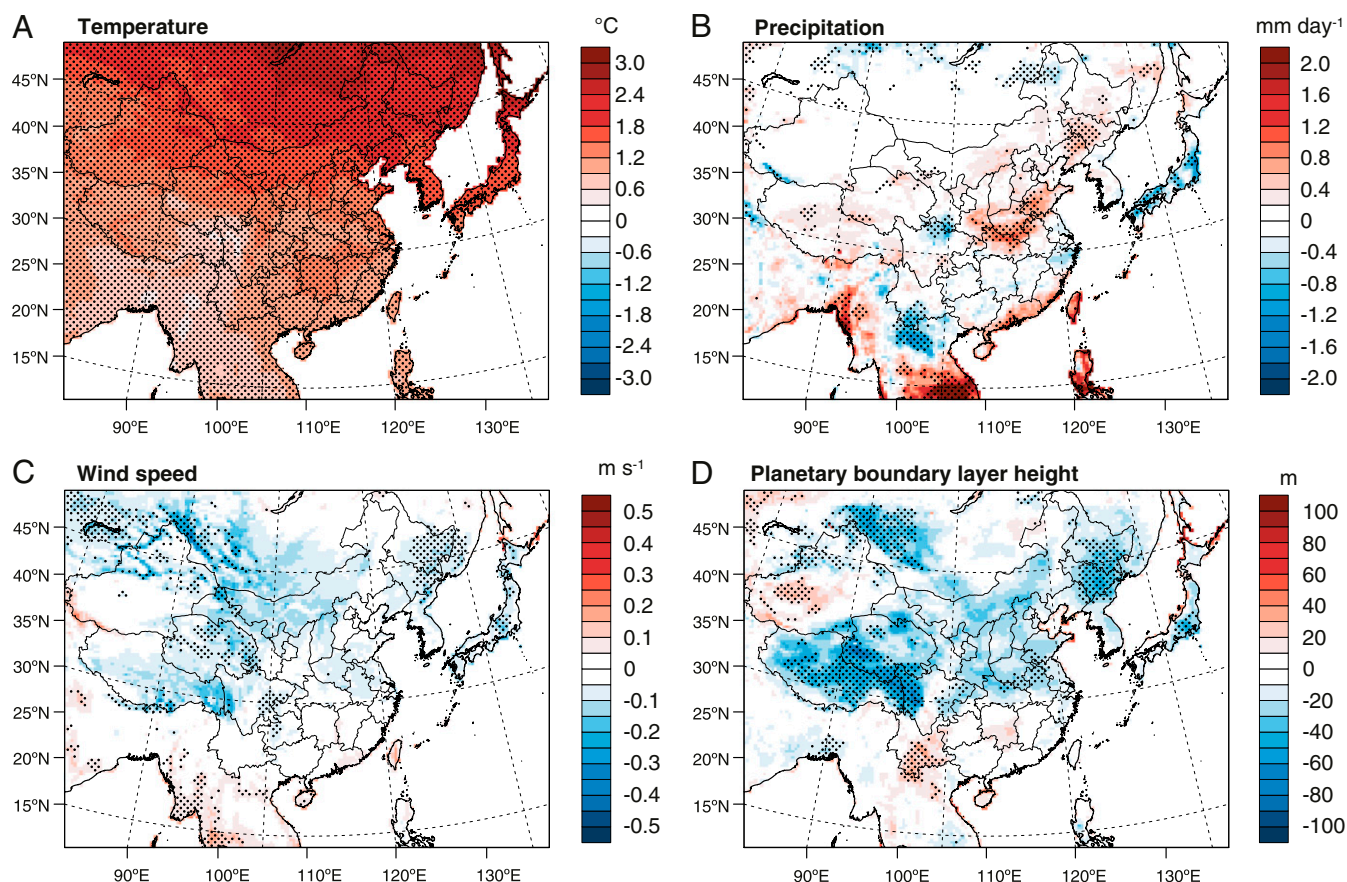 A Temperature °C
45°N
40°N
35°N
30°N
25°N
20°N
15°N
90°E 100°E 110°E 120°E 130°E
3.0
2.4
1.8
1.2
0.6
0
-0.6
-1.2
-1.8
-2.4
-3.0
B Precipitation mm day⁻¹
45°N
40°N
35°N
30°N
25°N
20°N
15°N
90°E 100°E 110°E 120°E 130°E
2.0
1.6
1.2
0.8
0.4
0
-0.4
-0.8
-1.2
-1.6
-2.0
C Wind speed m s⁻¹
45°N
40°N
35°N
30°N
25°N
20°N
15°N
90°E 100°E 110°E 120°E 130°E
0.5
0.4
0.3
0.2
0.1
0
-0.1
-0.2
-0.3
-0.4
-0.5
D Planetary boundary layer height m
45°N
40°N
35°N
30°N
25°N
20°N
15°N
90°E 100°E 110°E 120°E 130°E
100
80
60
40
20
0
-20
-40
-60
-80
-100